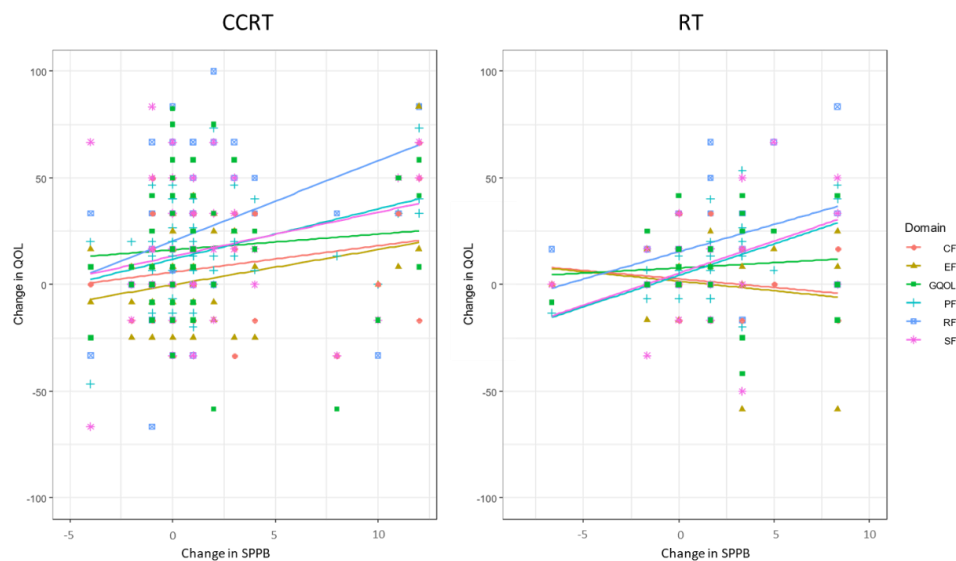 CCRT
RT
100
50
0
-50
-100
Change in QOL
-5
0
5
10
Change in SPPB
100
50
0
-50
-100
Change in QOL
-5
0
5
10
Change in SPPB
Domain
CF
EF
GQOL
PF
RF
SF